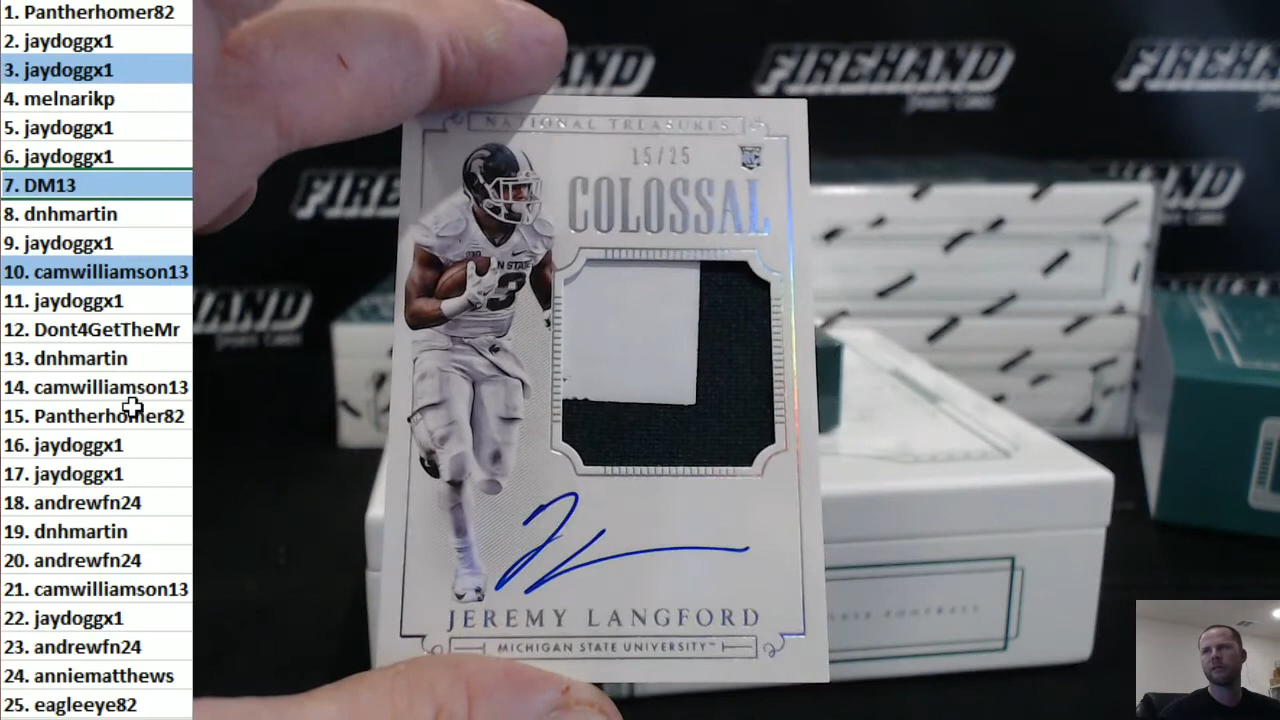 1. Pantherhomer82
2. jaydoggx1
3. jaydoggx1
4. melnarikp
5. jaydoggx1
6. jaydoggx1
7. DM13
8. dnhmartin
9. jaydoggx1
10. camwilliamson13
11. jaydoggx1
12. Dont4GetTheMr
13. dnhmartin
14. camwilliamson13
15. Pantherhomer82
16. jaydoggx1
17. jaydoggx1
18. andrewfn24
19. dnhmartin
20. andrewfn24
21. camwilliamson13
22. jaydoggx1
23. andrewfn24
24. anniematthews
25. eagleeye82
FIREHAND
FIREHAND
NATIONAL TREASURES
15/25
RC
COLOSSAL
JEREMY LANGFORD
MICHIGAN STATE UNIVERSITY™
FOOTBALL